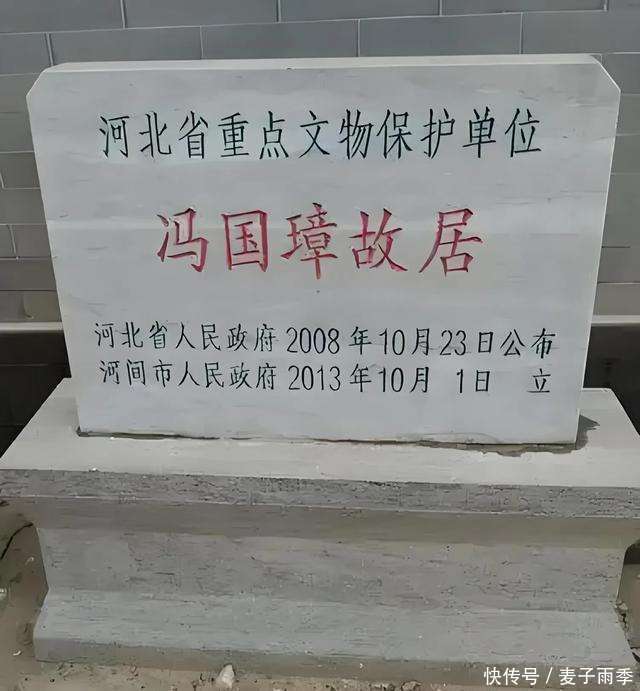 河北省重点文物保护单位
冯国璋故居
河北省人民政府2008年10月23日公布
河间市人民政府2013年10月 1日 立
快传号/麦子雨季